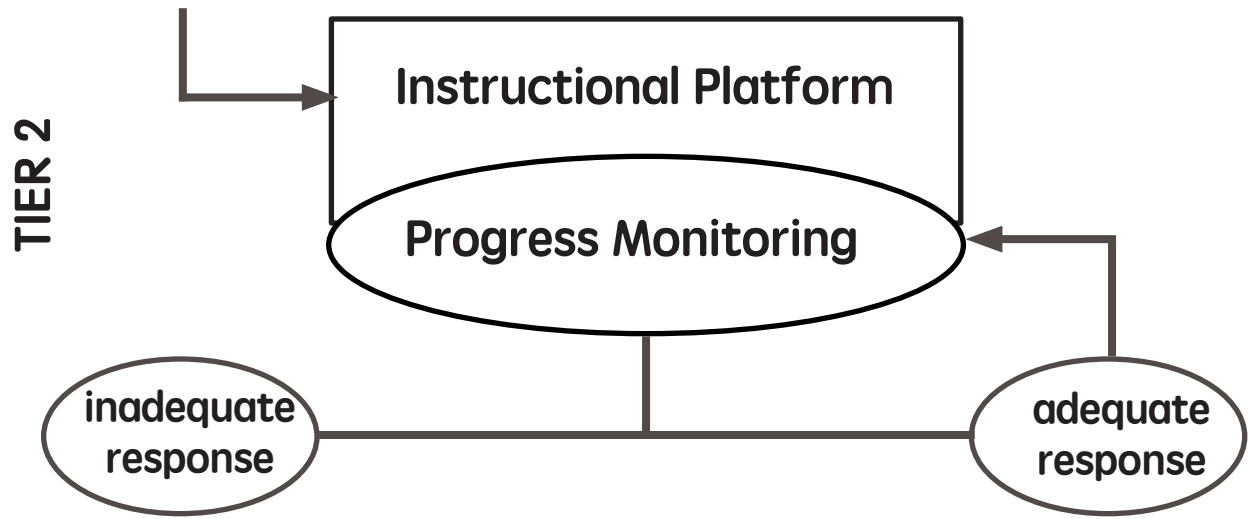 TIER 2
Instructional Platform
Progress Monitoring
inadequate
response
adequate
response